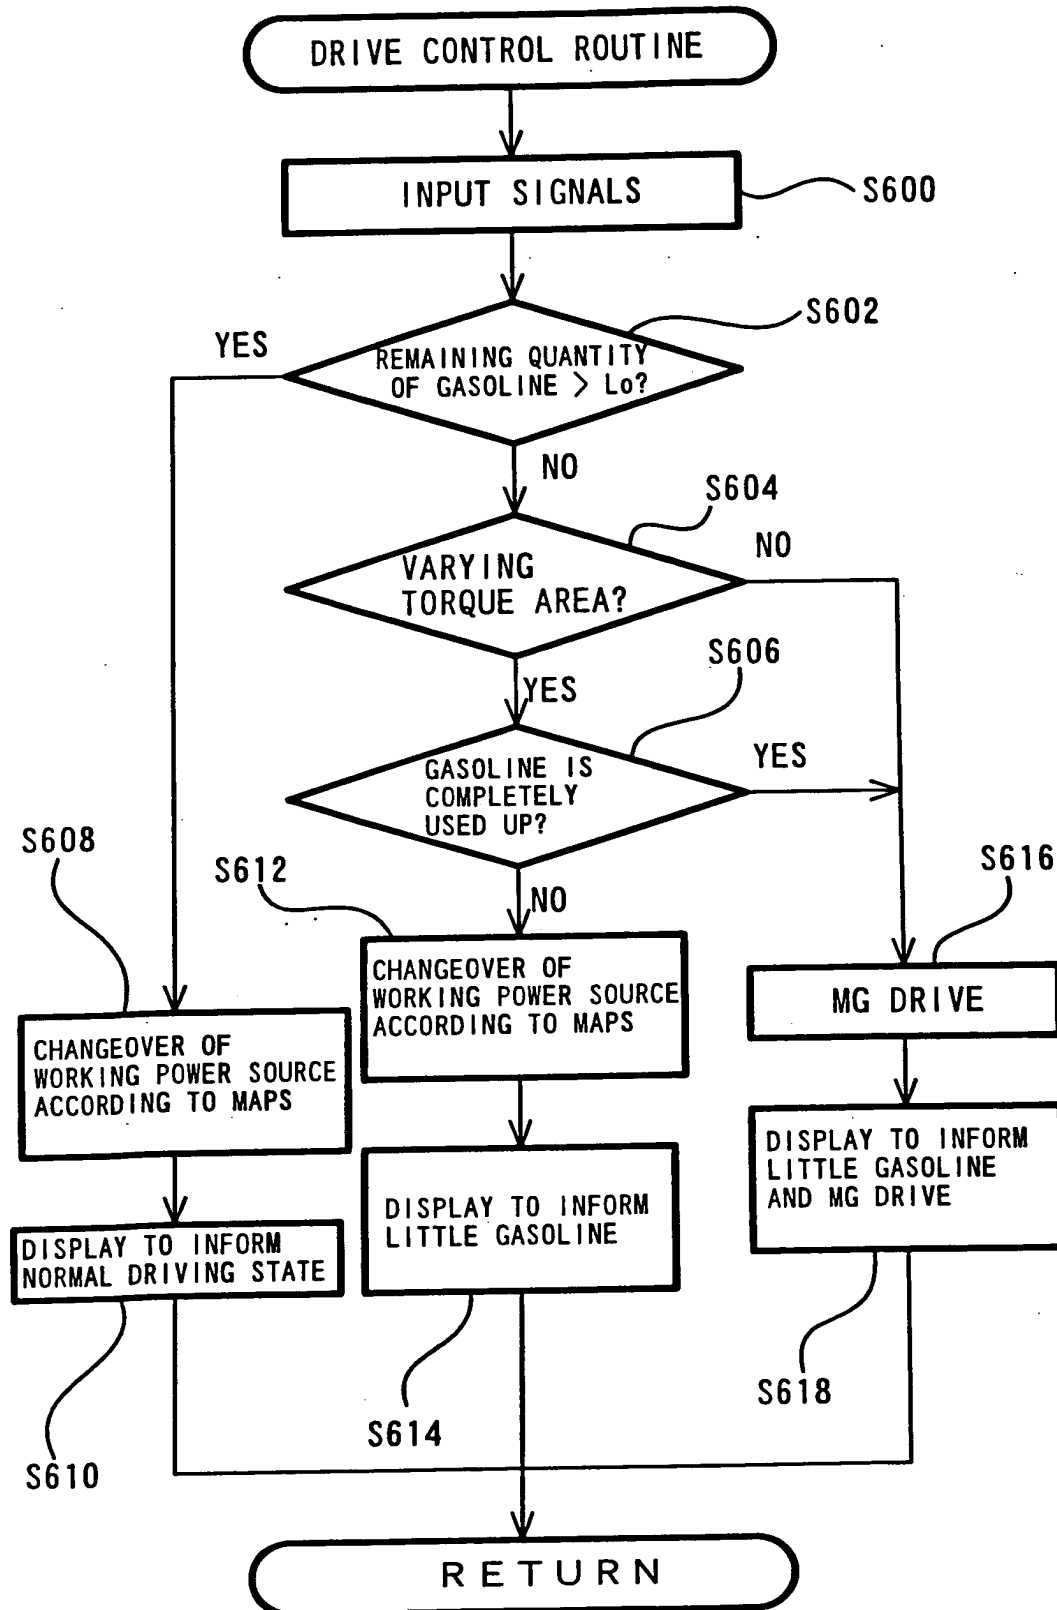 DRIVE CONTROL ROUTINE
INPUT SIGNALS
S600
S602
YES
REMAINING QUANTITY
OF GASOLINE > Lo?
NO
S604
NO
VARYING
TORQUE AREA?
S606
YES
YES
GASOLINE IS
COMPLETELY
USED UP?
S608
S612
NO
S616
CHANGEOVER OF
WORKING POWER SOURCE
ACCORDING TO MAPS
MG DRIVE
CHANGEOVER OF
WORKING POWER SOURCE
ACCORDING TO MAPS
DISPLAY TO INFORM
LITTLE GASOLINE
AND MG DRIVE
DISPLAY TO INFORM
LITTLE GASOLINE
DISPLAY TO INFORM
NORMAL DRIVING STATE
S618
S614
S610
RETURN